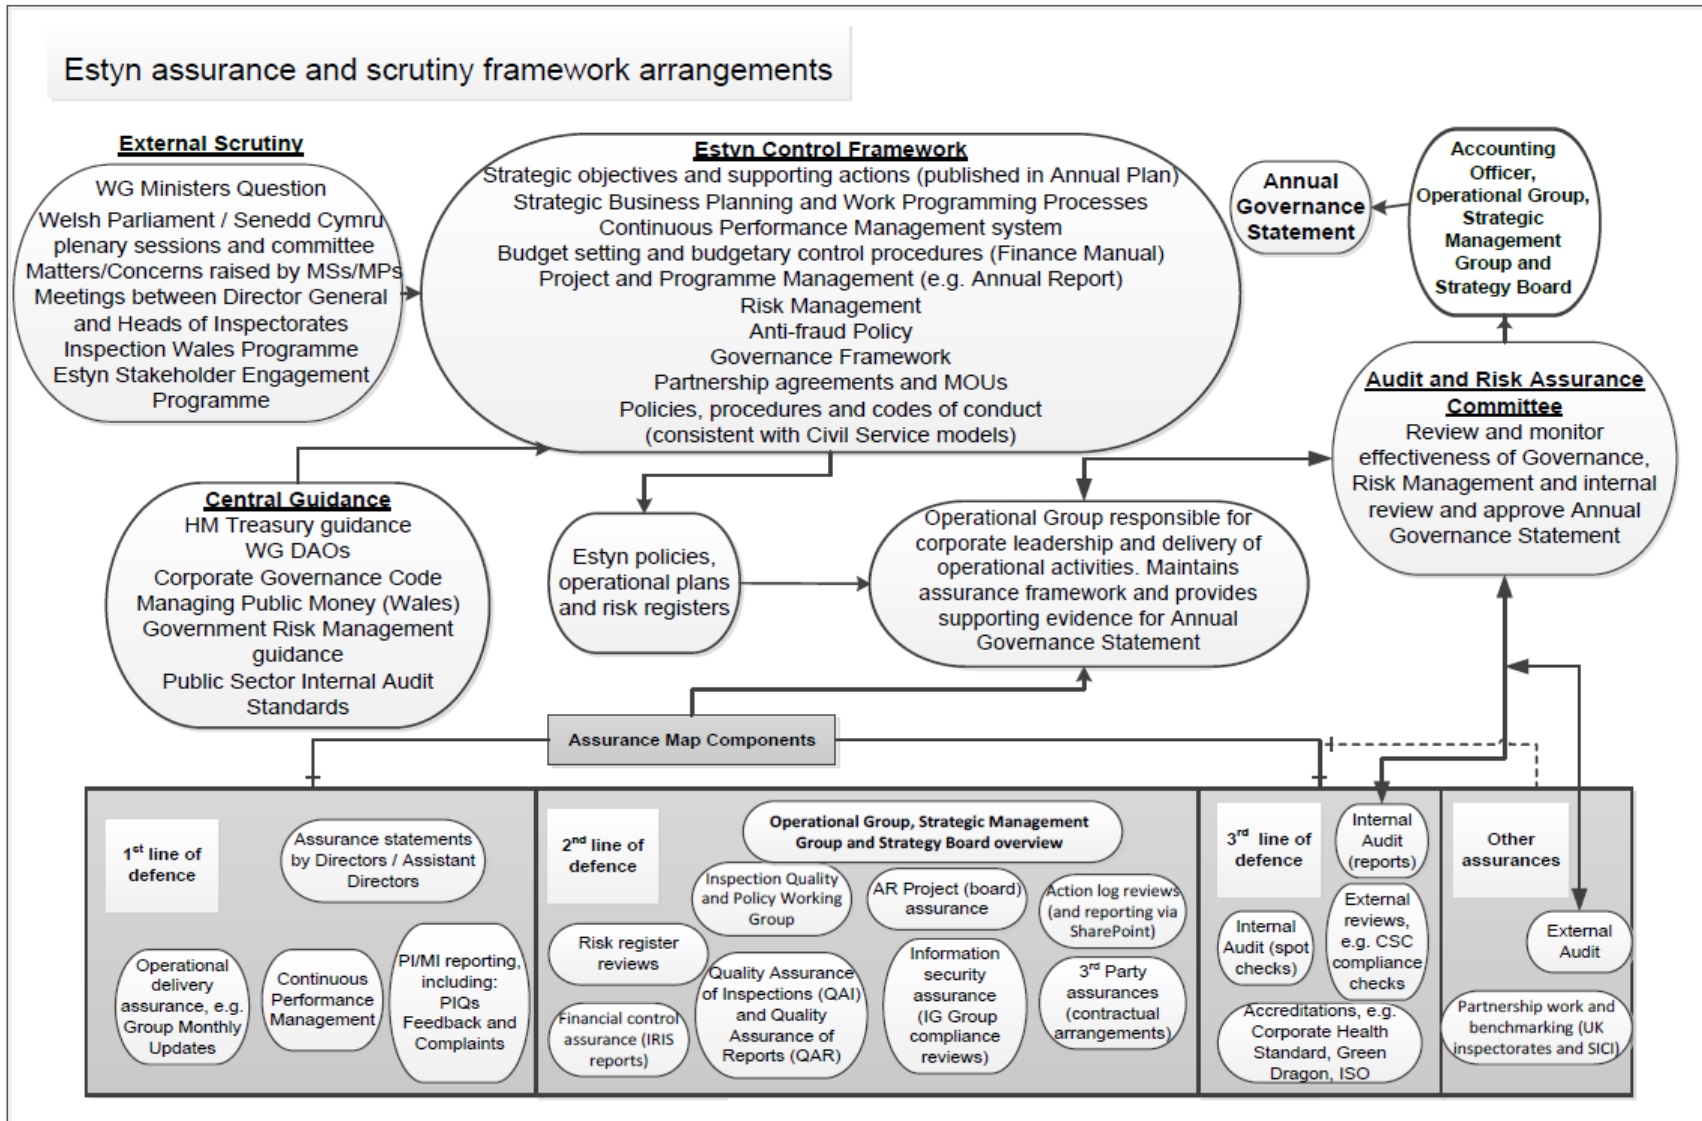 Estyn assurance and scrutiny framework arrangements
External Scrutiny
WG Ministers Question
Welsh Parliament / Senedd Cymru
plenary sessions and committee
Matters/Concerns raised by MSs/MPs
Meetings between Director General
and Heads of Inspectorates
Inspection Wales Programme
Estyn Stakeholder Engagement
Programme
Estyn Control Framework
Strategic objectives and supporting actions (published in Annual Plan)
Strategic Business Planning and Work Programming Processes
Continuous Performance Management system
Budget setting and budgetary control procedures (Finance Manual)
Project and Programme Management (e.g. Annual Report)
Risk Management
Anti-fraud Policy
Governance Framework
Partnership agreements and MOUs
Policies, procedures and codes of conduct
(consistent with Civil Service models)
Annual
Governance
Statement
Accounting
Officer,
Operational Group,
Strategic
Management
Group and
Strategy Board
Audit and Risk Assurance
Committee
Review and monitor
effectiveness of Governance,
Risk Management and internal
review and approve Annual
Governance Statement
Central Guidance
HM Treasury guidance
WG DAOs
Corporate Governance Code
Managing Public Money (Wales)
Government Risk Management
guidance
Public Sector Internal Audit
Standards
Estyn policies,
operational plans
and risk registers
Operational Group responsible for
corporate leadership and delivery of
operational activities. Maintains
assurance framework and provides
supporting evidence for Annual
Governance Statement
Assurance Map Components
1st line of
defence
Assurance statements
by Directors / Assistant
Directors
Operational
delivery
assurance, e.g.
Group Monthly
Updates
Continuous
Performance
Management
PI/MI reporting,
including:
PIQs
Feedback and
Complaints
2nd line of
defence
Operational Group, Strategic Management
Group and Strategy Board overview
Inspection Quality
and Policy Working
Group
AR Project (board)
assurance
Action log reviews
(and reporting via
SharePoint)
Risk register
reviews
Financial control
assurance (IRIS
reports)
Quality Assurance
of Inspections (QAI)
and Quality
Assurance of
Reports (QAR)
Information
security
assurance
(IG Group
compliance
reviews)
3rd Party
assurances
(contractual
arrangements)
3rd line of
defence
Internal
Audit
(reports)
Internal
Audit (spot
checks)
External
reviews,
e.g. CSC
compliance
checks
Accreditations, e.g.
Corporate Health
Standard, Green
Dragon, ISO
Other
assurances
External
Audit
Partnership work and
benchmarking (UK
inspectorates and SICI)